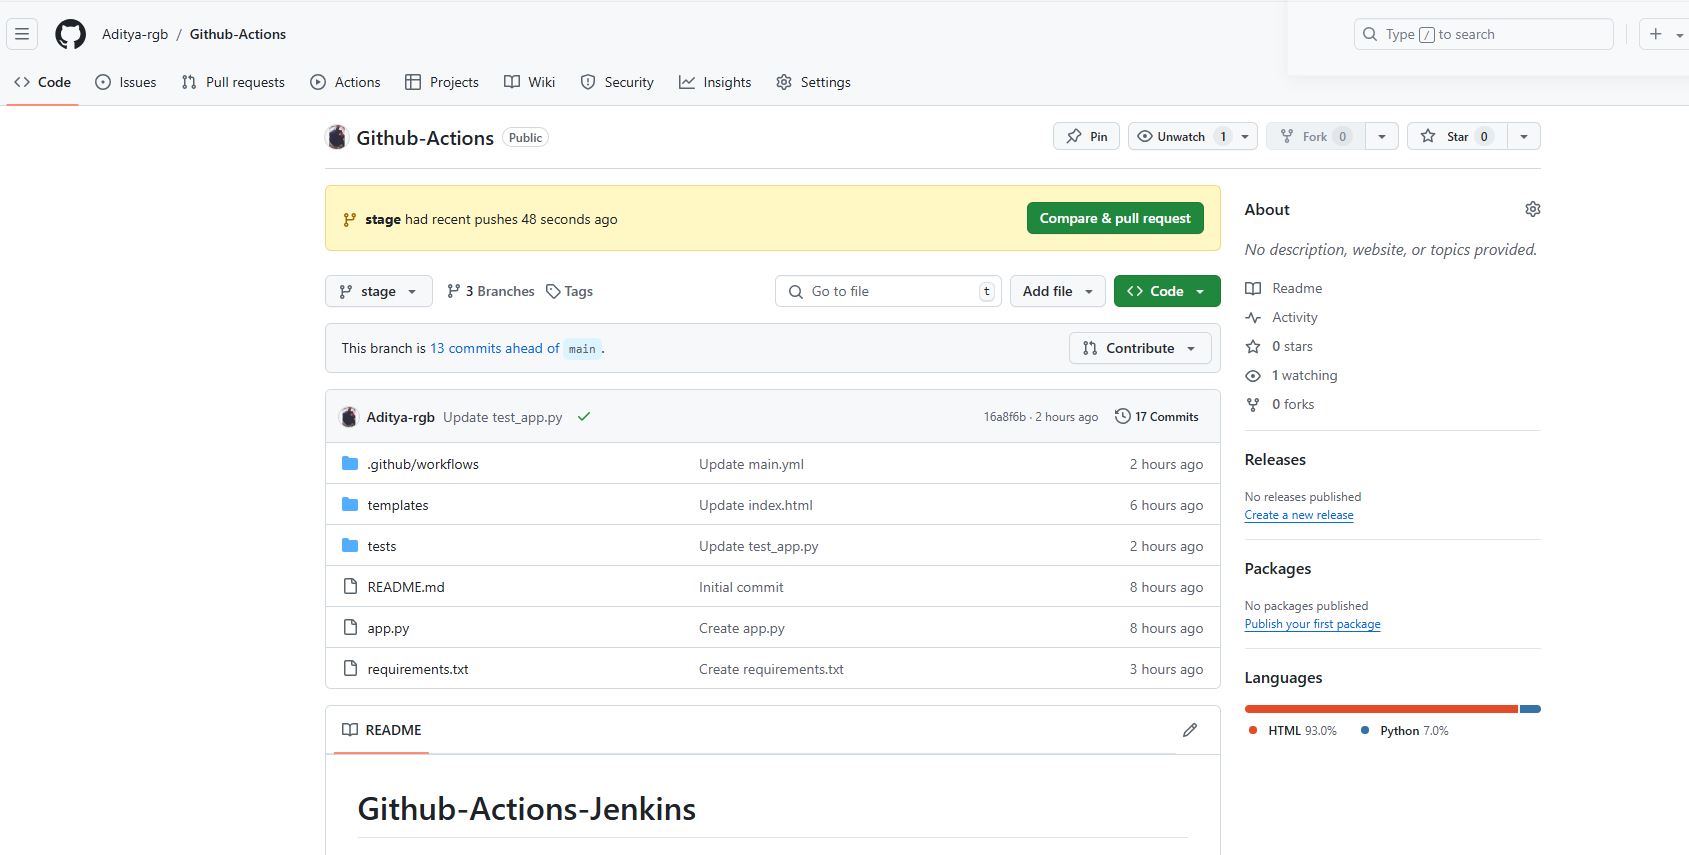 Aditya-rgb / Github-Actions
Type / to search
Code Issues Pull requests Actions Projects Wiki Security Insights Settings
Github-Actions Public
Pin Unwatch 1 Fork 0 Star 0
stage had recent pushes 48 seconds ago
Compare & pull request
stage 3 Branches Tags
Go to file t Add file Code
This branch is 13 commits ahead of main .
Contribute
Aditya-rgb Update test_app.py 16a8f6b · 2 hours ago 17 Commits
.github/workflows Update main.yml 2 hours ago
templates Update index.html 6 hours ago
tests Update test_app.py 2 hours ago
README.md Initial commit 8 hours ago
app.py Create app.py 8 hours ago
requirements.txt Create requirements.txt 3 hours ago
README
Github-Actions-Jenkins
About
No description, website, or topics provided.
Readme
Activity
0 stars
1 watching
0 forks
Releases
No releases published
Create a new release
Packages
No packages published
Publish your first package
Languages
HTML 93.0% Python 7.0%